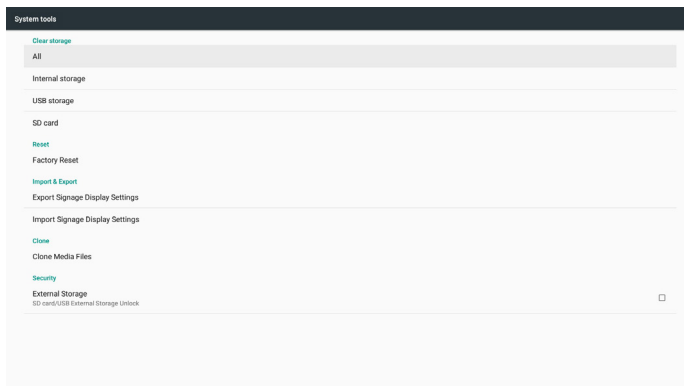 System tools
Clear storage
All
Internal storage
USB storage
SD card
Reset
Factory Reset
Import & Export
Export Signage Display Settings
Import Signage Display Settings
Clone
Clone Media Files
Security
External Storage
SD card/USB External Storage Unlock